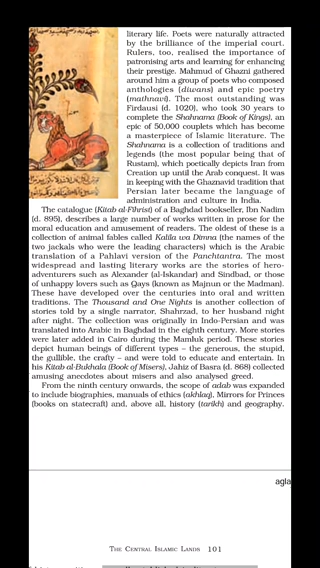 literary life. Poets were naturally attracted
by the brilliance of the imperial court.
Rulers, too, realised the importance of
patronising arts and learning for enhancing
their prestige. Mahmud of Ghazni gathered
around him a group of poets who composed
anthologies (diwans) and epic poetry
(mathnavi). The most outstanding was
Firdausi (d. 1020), who took 30 years to
complete the Shahnama (Book of Kings), an
epic of 50,000 couplets which has become
a masterpiece of Islamic literature. The
Shahnama is a collection of traditions and
legends (the most popular being that of
Rustam), which poetically depicts Iran from
Creation up until the Arab conquest. It was
in keeping with the Ghaznavid tradition that
Persian later became the language of
administration and culture in India.
The catalogue (Kitab al-Fihrist) of a Baghdad bookseller, Ibn Nadim
(d. 895), describes a large number of works written in prose for the
moral education and amusement of readers. The oldest of these is a
collection of animal fables called Kalila wa Dimna (the names of the
two jackals who were the leading characters) which is the Arabic
translation of a Pahlavi version of the Panchtantra. The most
widespread and lasting literary works are the stories of hero-
adventurers such as Alexander (al-Iskandar) and Sindbad, or those
of unhappy lovers such as Qays (known as Majnun or the Madman).
These have developed over the centuries into oral and written
traditions. The Thousand and One Nights is another collection of
stories told by a single narrator, Shahrzad, to her husband night
after night. The collection was originally in Indo-Persian and was
translated into Arabic in Baghdad in the eighth century. More stories
were later added in Cairo during the Mamluk period. These stories
depict human beings of different types – the generous, the stupid,
the gullible, the crafty – and were told to educate and entertain. In
his Kitab al-Bukhala (Book of Misers), Jahiz of Basra (d. 868) collected
amusing anecdotes about misers and also analysed greed.
From the ninth century onwards, the scope of adab was expanded
to include biographies, manuals of ethics (akhlaq), Mirrors for Princes
(books on statecraft) and, above all, history (tarikh) and geography.
agla
THE CENTRAL ISLAMIC LANDS 101